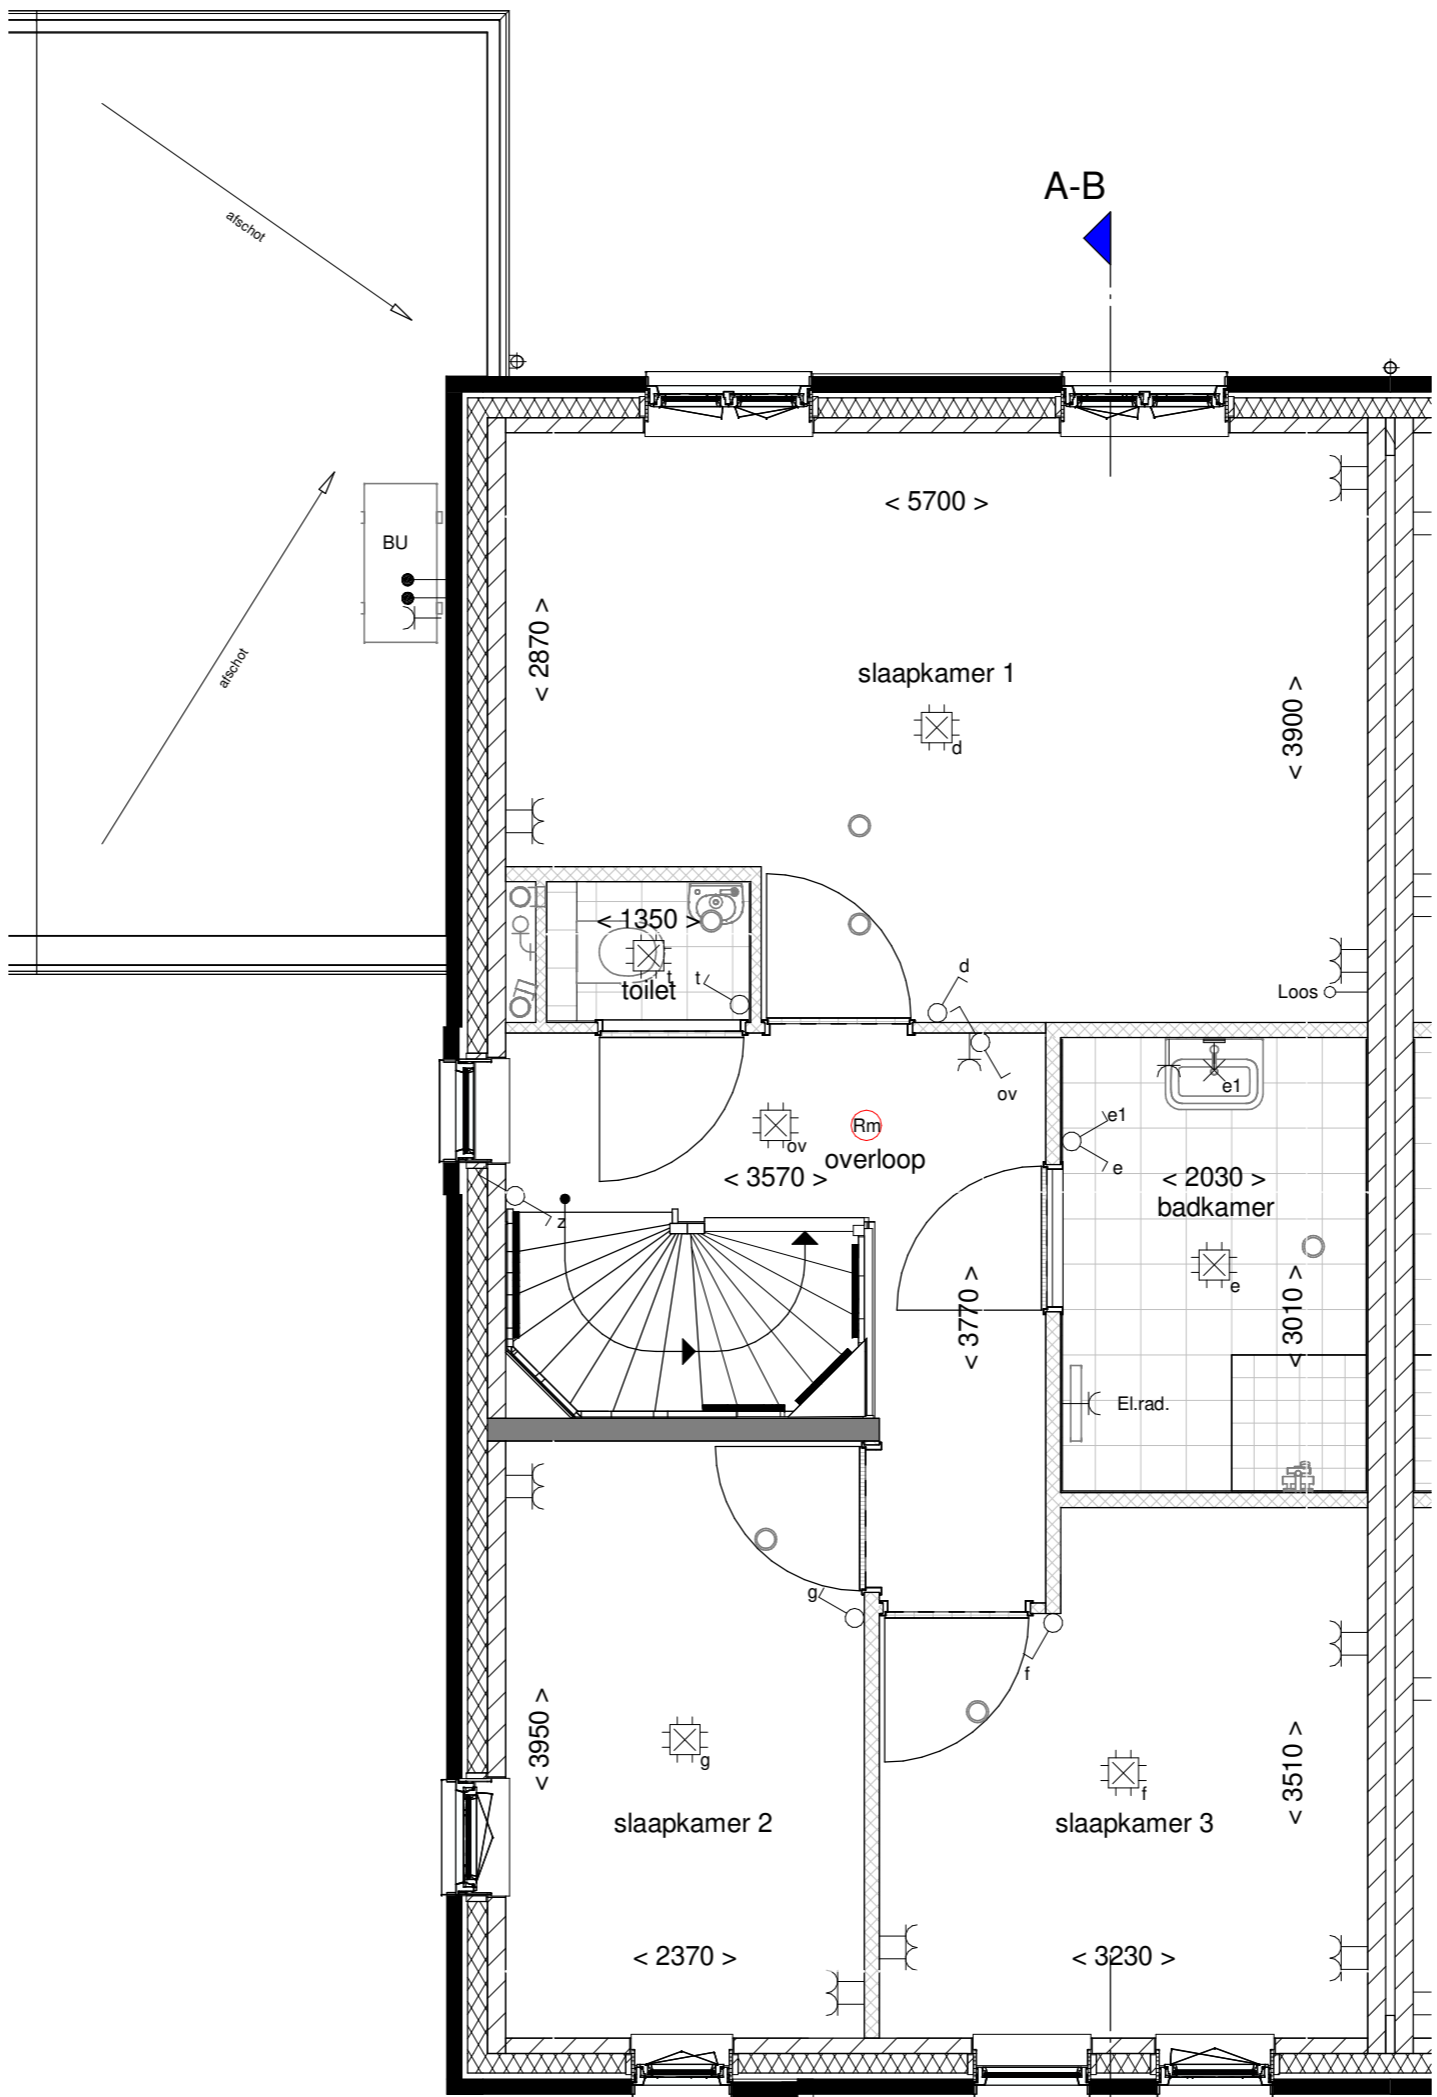 A-B
afschot
BU
afschot
< 5700 >
< 2870 >
slaapkamer 1
d
< 3900 >
< 1350 >
t
t
toilet
d
Loos
ov
ov
Rm
overloop
< 3570 >
z
e1
e1
e
< 2030 >
badkamer
e
< 3770 >
< 3010 >
El.rad.
g
f
< 3950 >
g
slaapkamer 2
f
slaapkamer 3
< 3510 >
< 2370 >
< 3230 >